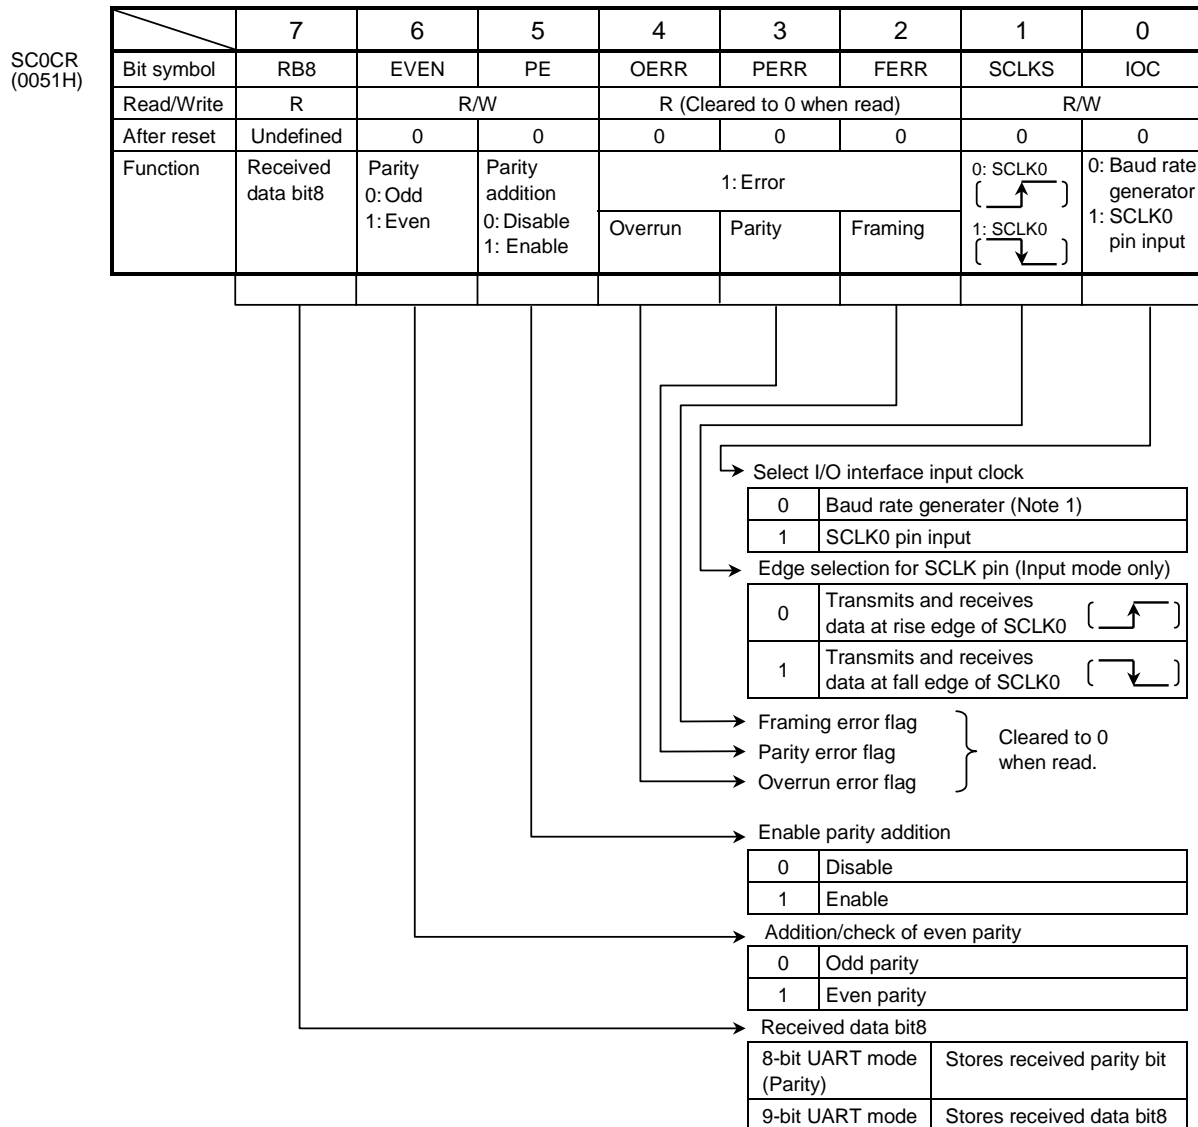 7 6 5 4 3 2 1 0
SC0CR
(0051H)
Bit symbol RB8 EVEN PE OERR PERR FERR SCLKS IOC
Read/Write R R/W R (Cleared to 0 when read) R/W
After reset Undefined 0 0 0 0 0 0 0
Function
Received
data bit8
Parity
0: Odd
1: Even
Parity
addition
0: Disable
1: Enable
1: Error
Overrun Parity Framing
0: SCLK0
1: SCLK0
0: Baud rate
generator
1: SCLK0
pin input
Select I/O interface input clock
0 Baud rate generater (Note 1)
1 SCLK0 pin input
Edge selection for SCLK pin (Input mode only)
0 Transmits and receives
data at rise edge of SCLK0
1 Transmits and receives
data at fall edge of SCLK0
Framing error flag
Parity error flag
Overrun error flag
Cleared to 0
when read.
Enable parity addition
0 Disable
1 Enable
Addition/check of even parity
0 Odd parity
1 Even parity
Received data bit8
8-bit UART mode
(Parity)
Stores received parity bit
9-bit UART mode Stores received data bit8